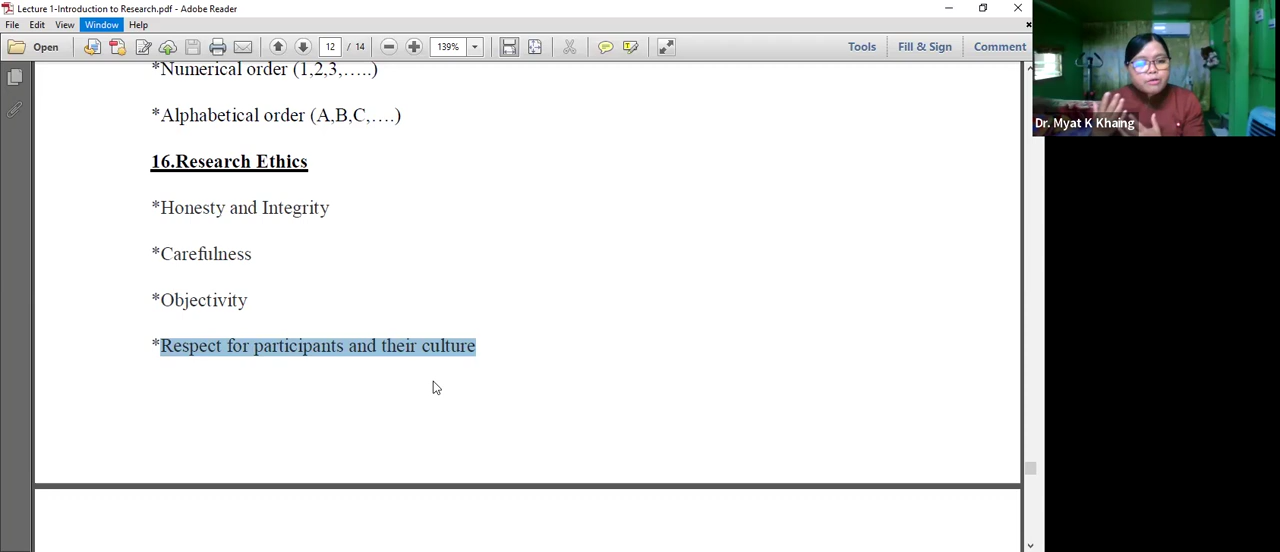 Lecture 1-Introduction to Research.pdf - Adobe Reader
File Edit View Window Help
Open 12 / 14 139% Tools Fill & Sign Comment
*Numerical order (1,2,3,…..)
*Alphabetical order (A,B,C,….)
16.Research Ethics
*Honesty and Integrity
*Carefulness
*Objectivity
*Respect for participants and their culture
Dr. Myat K Khaing